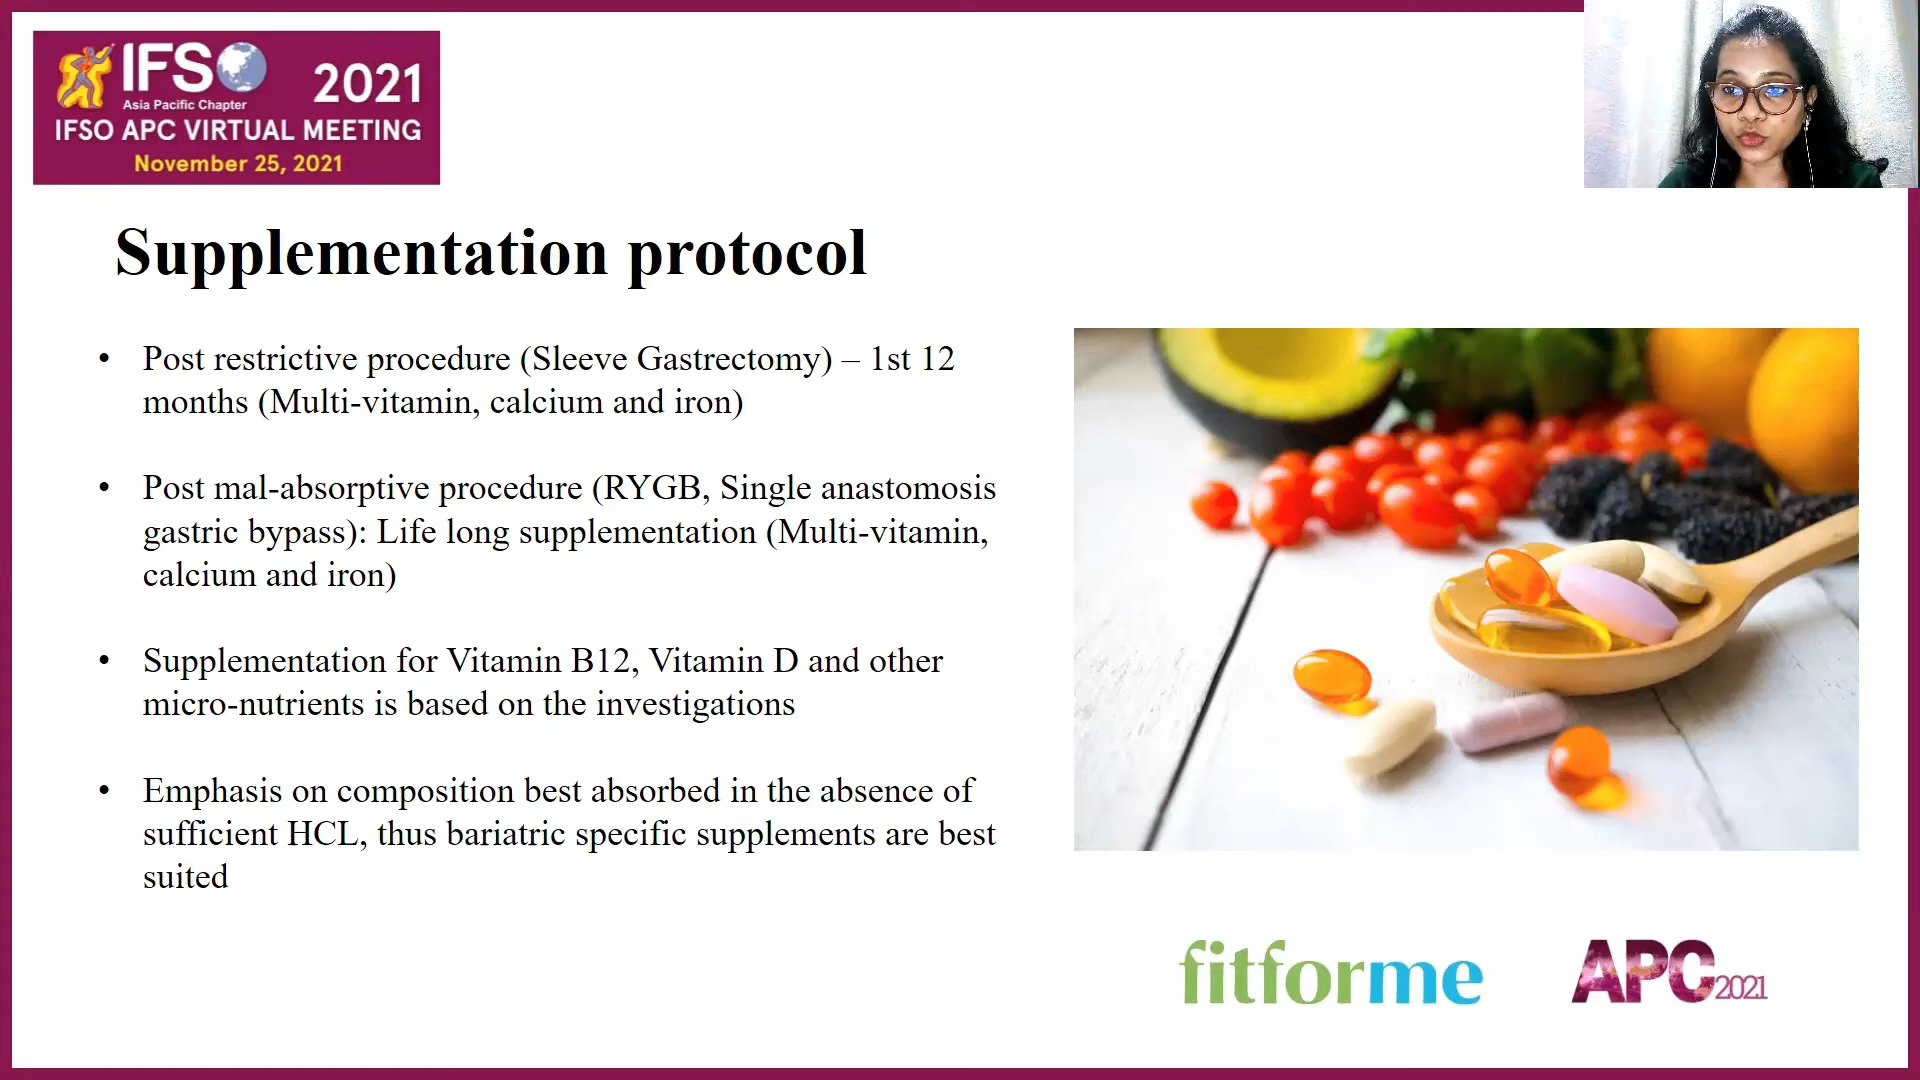 IFSO
Asia Pacific Chapter
2021
IFSO APC VIRTUAL MEETING
November 25, 2021
Supplementation protocol
• Post restrictive procedure (Sleeve Gastrectomy) – 1st 12
months (Multi-vitamin, calcium and iron)
• Post mal-absorptive procedure (RYGB, Single anastomosis
gastric bypass): Life long supplementation (Multi-vitamin,
calcium and iron)
• Supplementation for Vitamin B12, Vitamin D and other
micro-nutrients is based on the investigations
• Emphasis on composition best absorbed in the absence of
sufficient HCL, thus bariatric specific supplements are best
suited
fitforme
APC 2021